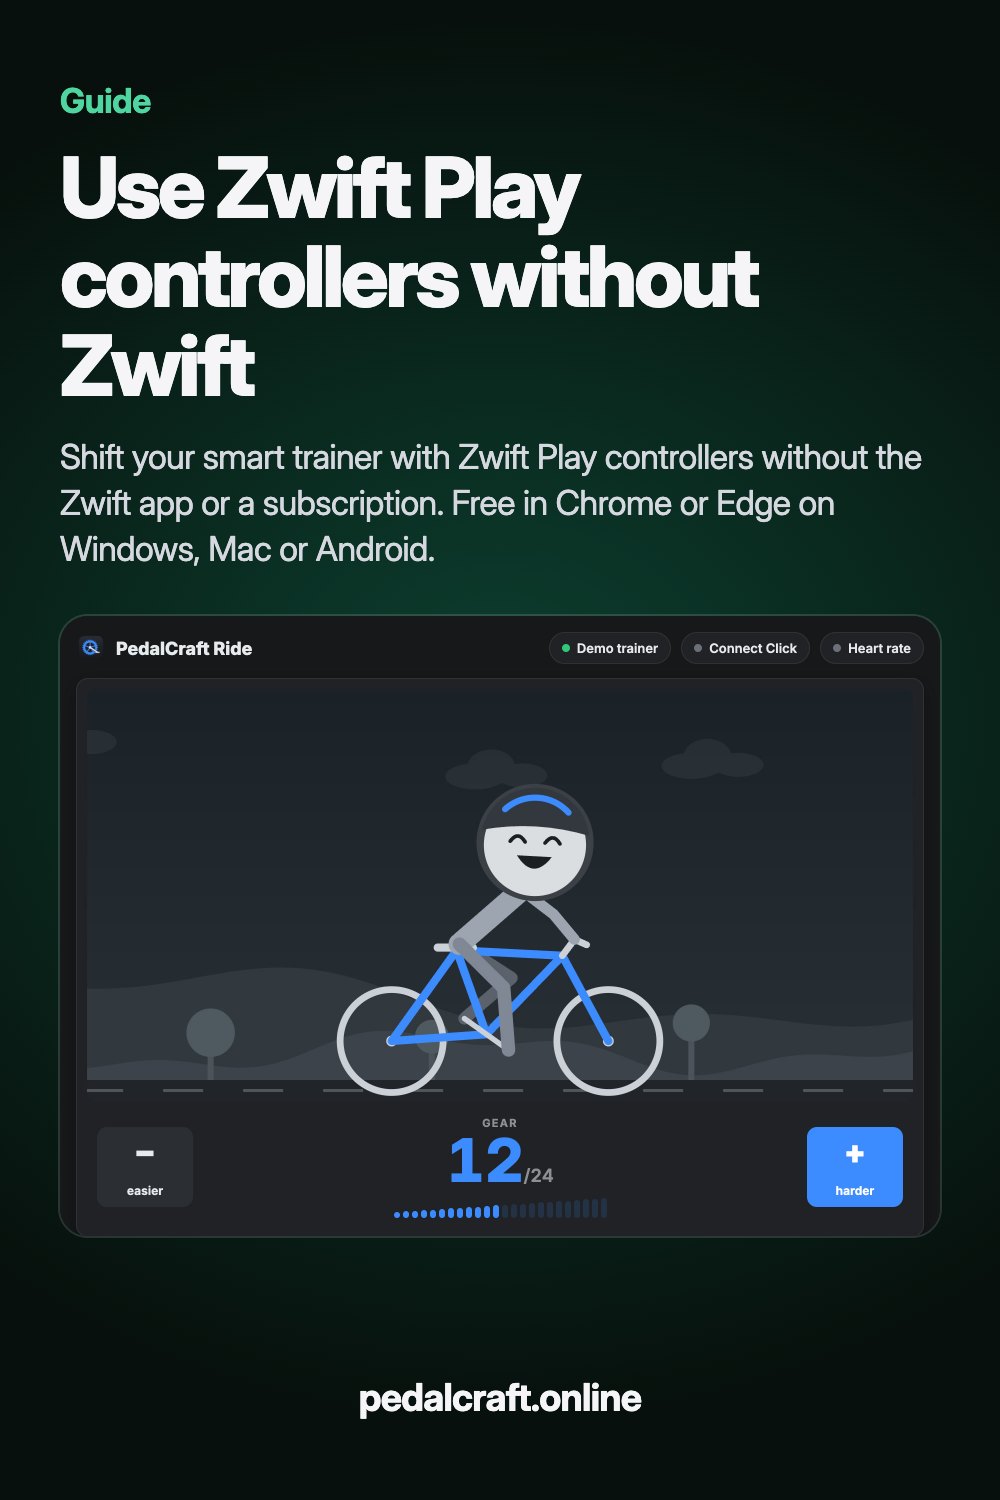 Guide
Use Zwift Play
controllers without
Zwift
Shift your smart trainer with Zwift Play controllers without the
Zwift app or a subscription. Free in Chrome or Edge on
Windows, Mac or Android.
PedalCraft Ride
Demo trainer
Connect Click
Heart rate
GEAR
12/24
− easier
+ harder
pedalcraft.online